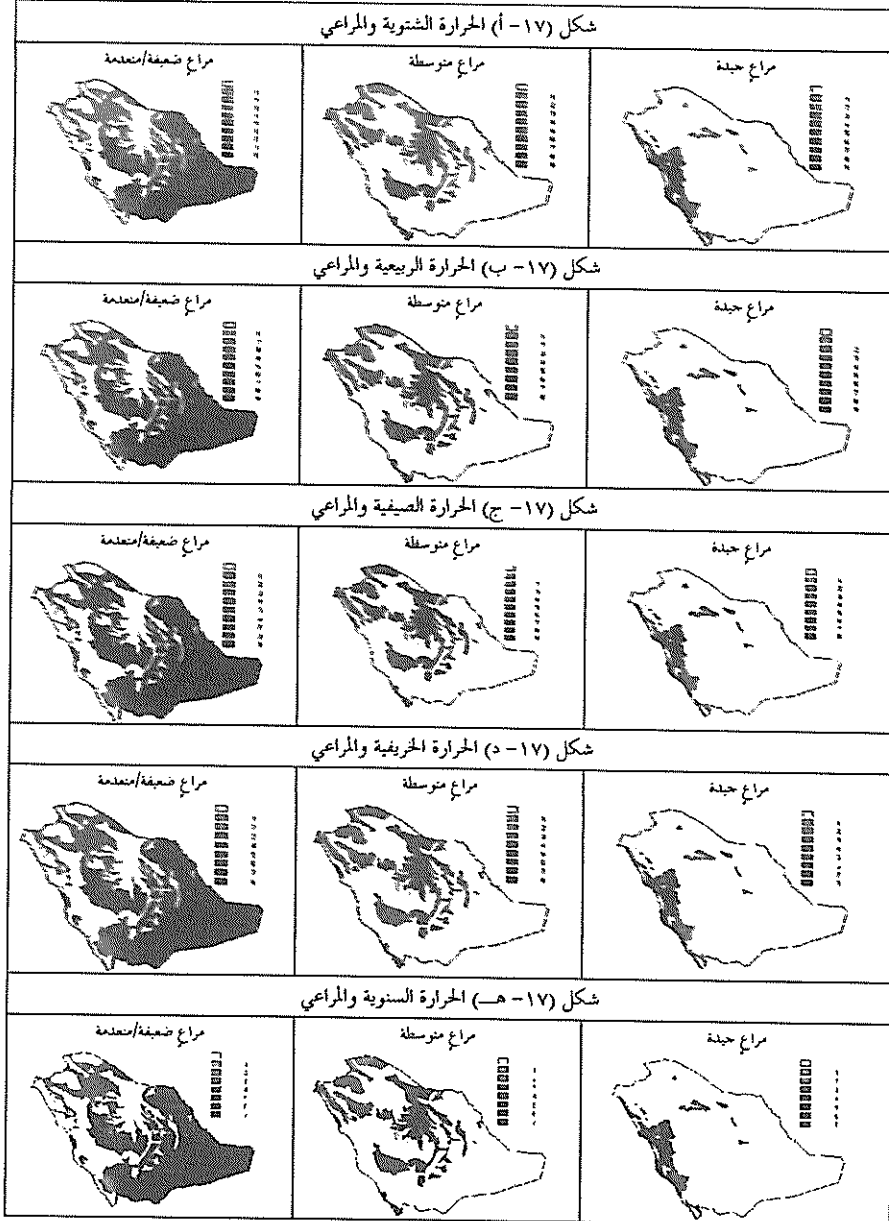 شكل (١٧- أ) الحرارة الشتوية والمراعي
مراعٍ جيدة
مراعٍ متوسطة
مراعٍ ضعيفة/منعدمة
شكل (١٧- ب) الحرارة الربيعية والمراعي
مراعٍ جيدة
مراعٍ متوسطة
مراعٍ ضعيفة/منعدمة
شكل (١٧- ج) الحرارة الصيفية والمراعي
مراعٍ جيدة
مراعٍ متوسطة
مراعٍ ضعيفة/منعدمة
شكل (١٧- د) الحرارة الخريفية والمراعي
مراعٍ جيدة
مراعٍ متوسطة
مراعٍ ضعيفة/منعدمة
شكل (١٧- هـــ) الحرارة السنوية والمراعي
مراعٍ جيدة
مراعٍ متوسطة
مراعٍ ضعيفة/منعدمة